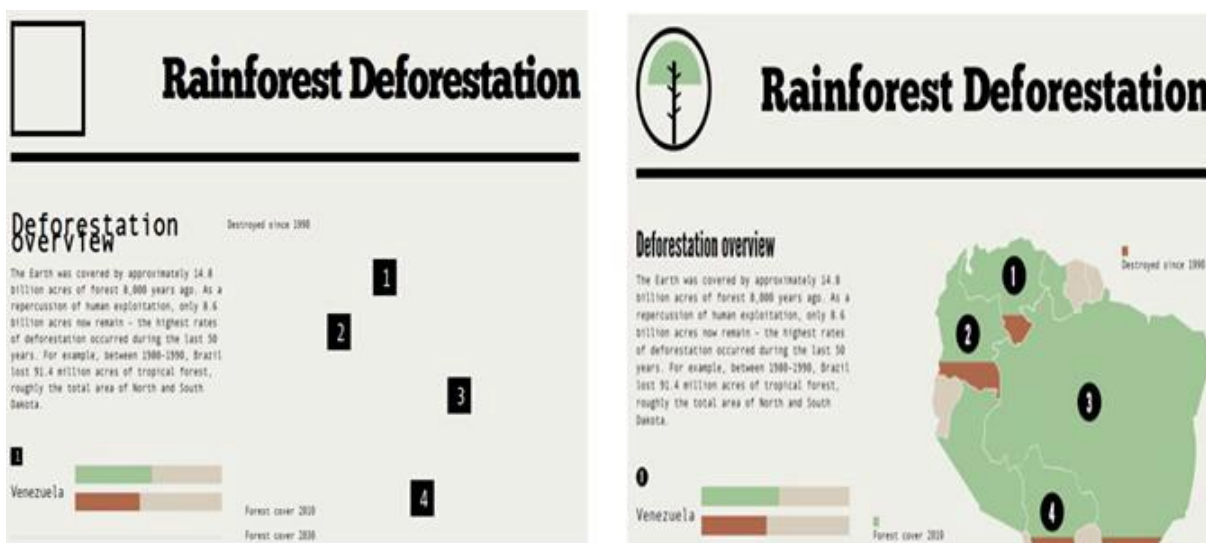 Rainforest Deforestation
Deforestation
overview
Destroyed since 1990
The Earth was covered by approximately 14.8
billion acres of forest 8,000 years ago. As a
repercussion of human exploitation, only 8.6
billion acres now remain – the highest rates
of deforestation occurred during the last 50
years. For example, between 1980-1990, Brazil
lost 91.4 million acres of tropical forest,
roughly the total area of North and South
Dakota.
1
2
3
4
1
Venezuela
Forest cover 2010
Forest cover 2030
Rainforest Deforestation
Deforestation overview
The Earth was covered by approximately 14.8
billion acres of forest 8,000 years ago. As a
repercussion of human exploitation, only 8.6
billion acres now remain – the highest rates
of deforestation occurred during the last 50
years. For example, between 1980-1990, Brazil
lost 91.4 million acres of tropical forest,
roughly the total area of North and South
Dakota.
Destroyed since 1990
1
2
3
4
1
Venezuela
Forest cover 2010